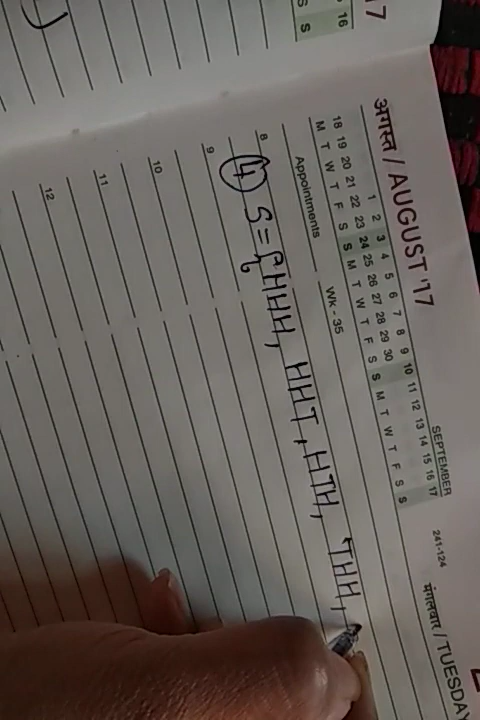 17
16
S S
अगस्त / AUGUST '17
SEPTEMBER
1 2 3 4 5 6 7 8 9 10 11 12 13 14 15 16 17
18 19 20 21 22 23 24 25 26 27 28 29 30
M T W T F S S M T W T F S S M T W T F S S
241-124
मंगलवार / TUESDAY
Appointments
Wk - 35
8
(4) S = { HHH, HHT, HTH, THH,
9
10
11
12